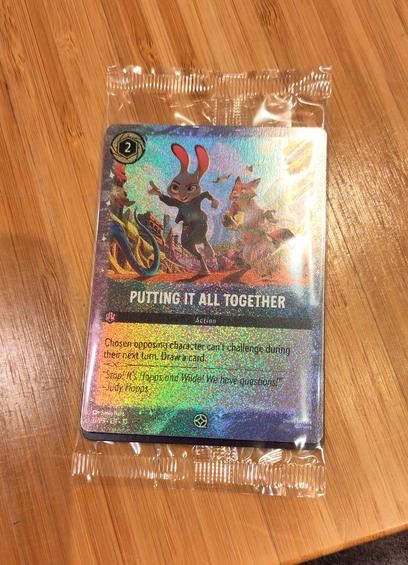 2
PUTTING IT ALL TOGETHER
Action
Chosen opposing character can't challenge during
their next turn. Draw a card.
"Stop! It's Hopps and Wilde! We have questions!"
- Judy Hopps